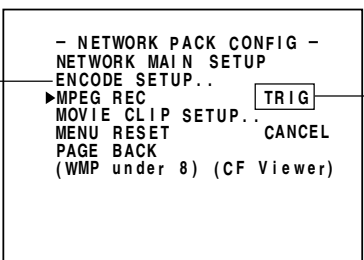 – NETWORK PACK CONFIG –
NETWORK MAIN SETUP
ENCODE SETUP..
▶MPEG REC TRIG
MOVIE CLIP SETUP..
MENU RESET CANCEL
PAGE BACK
(WMP under 8) (CF Viewer)